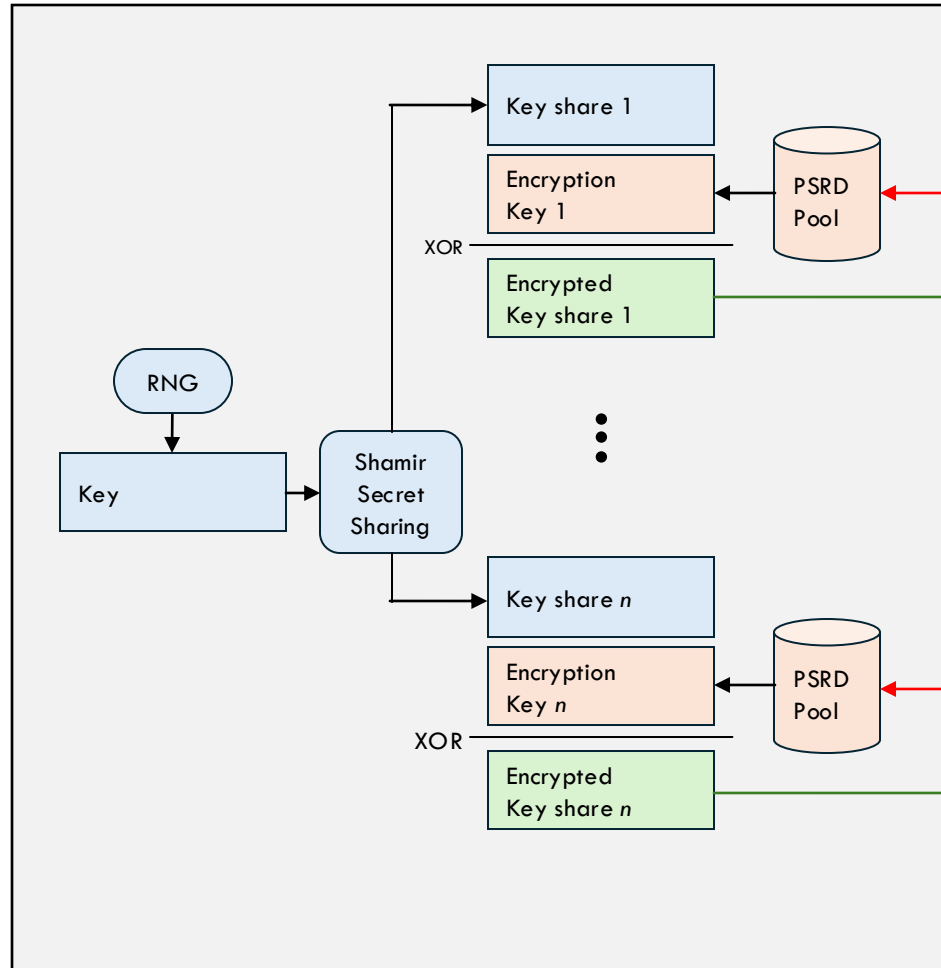 Key share 1
Encryption
Key 1
PSRD
Pool
XOR
Encrypted
Key share 1
RNG
Key
Shamir
Secret
Sharing
Key share n
Encryption
Key n
PSRD
Pool
XOR
Encrypted
Key share n